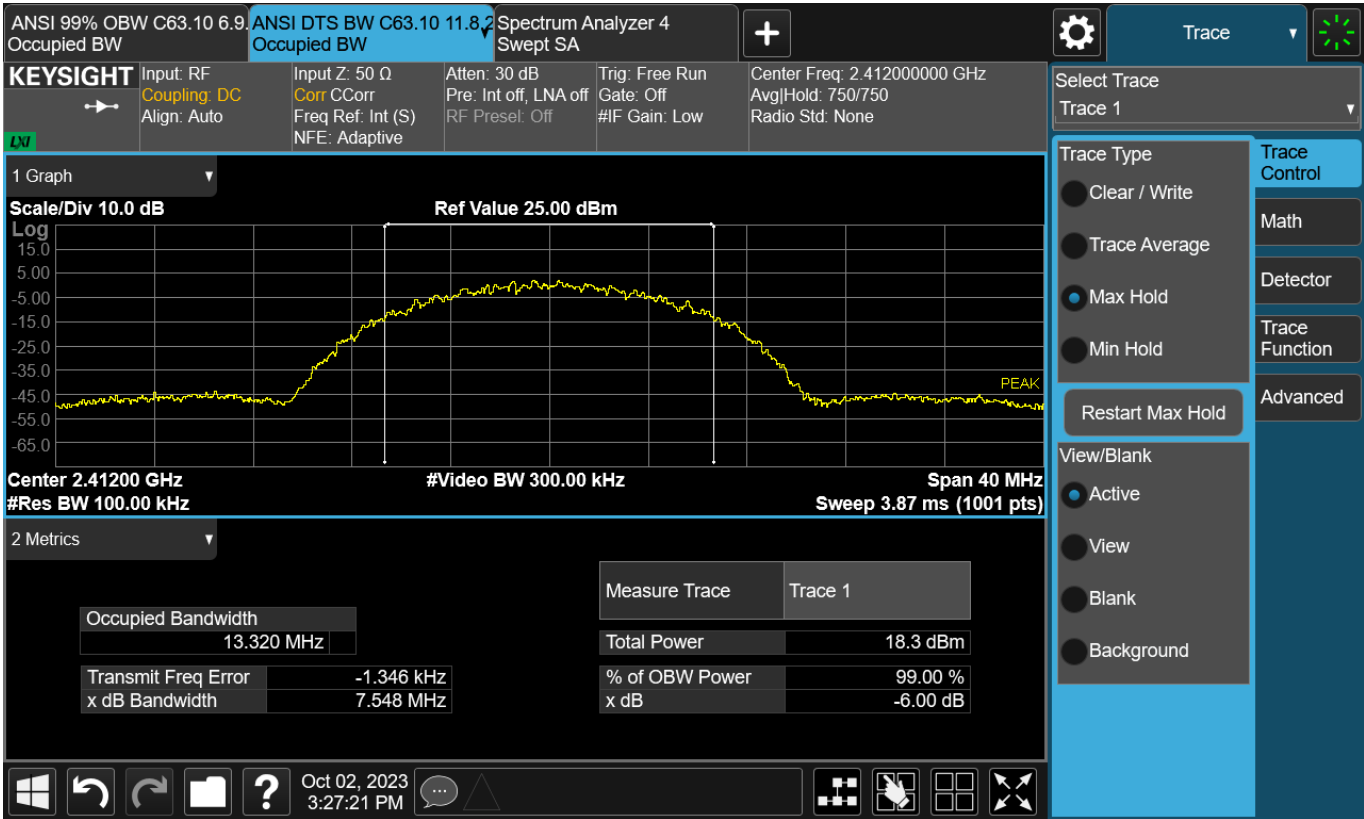 ANSI 99% OBW C63.10 6.9.
Occupied BW
ANSI DTS BW C63.10 11.8.2
Occupied BW
Spectrum Analyzer 4
Swept SA
+
Trace
KEYSIGHT
LXI
Input: RF
Coupling: DC
Align: Auto
Input Z: 50 Ω
Corr CCorr
Freq Ref: Int (S)
NFE: Adaptive
Atten: 30 dB
Pre: Int off, LNA off
RF Presel: Off
Trig: Free Run
Gate: Off
#IF Gain: Low
Center Freq: 2.412000000 GHz
Avg|Hold: 750/750
Radio Std: None
Select Trace
Trace 1
1 Graph
Scale/Div 10.0 dB
Ref Value 25.00 dBm
Log
15.0
5.00
-5.00
-15.0
-25.0
-35.0
-45.0
-55.0
-65.0
PEAK
Center 2.41200 GHz
#Video BW 300.00 kHz
Span 40 MHz
#Res BW 100.00 kHz
Sweep 3.87 ms (1001 pts)
2 Metrics
Occupied Bandwidth
13.320 MHz
Transmit Freq Error -1.346 kHz
x dB Bandwidth 7.548 MHz
Measure Trace Trace 1
Total Power 18.3 dBm
% of OBW Power 99.00 %
x dB -6.00 dB
Trace Type
Clear / Write
Trace Average
Max Hold
Min Hold
Restart Max Hold
View/Blank
Active
View
Blank
Background
Trace
Control
Math
Detector
Trace
Function
Advanced
?
Oct 02, 2023
3:27:21 PM